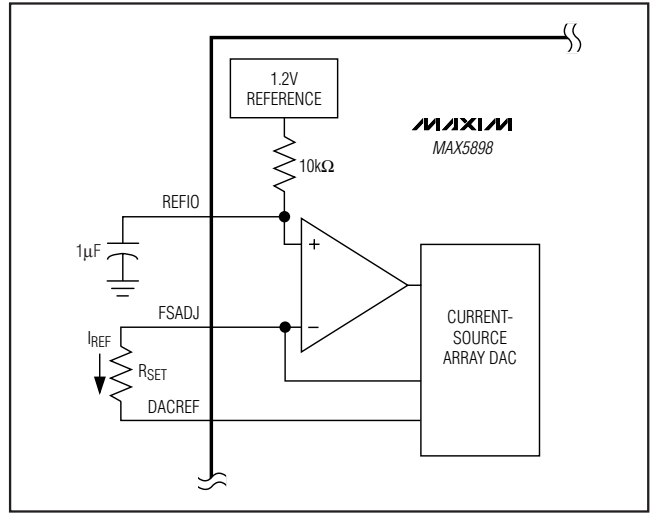 1.2V
REFERENCE
MAXIM
MAX5898
10kΩ
REFIO
1µF
+
FSADJ
−
CURRENT-
SOURCE
ARRAY DAC
IREF
RSET
DACREF